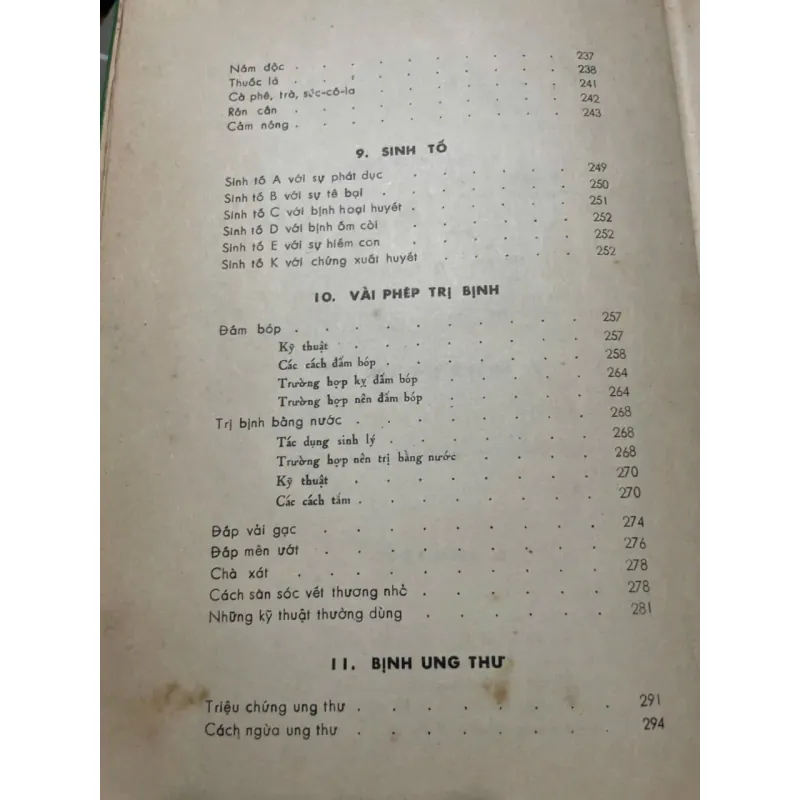 Nấm độc . . . . . . . . . . 237
Thuốc lá . . . . . . . . . . 238
Cà phê, trà, súc-cô-la . . . . . . . . 241
Rắn cắn . . . . . . . . . . 242
Cảm nóng . . . . . . . . . . 243
9. SINH TỐ
Sinh tố A với sự phát dục . . . . . . 249
Sinh tố B với sự tê bại . . . . . . . 250
Sinh tố C với bịnh hoại huyết . . . . . . 251
Sinh tố D với bịnh ốm còi . . . . . . 252
Sinh tố E với sự hiếm con . . . . . . 252
Sinh tố K với chứng xuất huyết . . . . . 252
10. VÀI PHÉP TRỊ BỊNH
Đấm bóp . . . . . . . . . . 257
Kỹ thuật . . . . . . . . 257
Các cách đấm bóp . . . . . . . 258
Trường hợp kỵ đấm bóp . . . . . 264
Trường hợp nên đấm bóp . . . . . 264
Trị bịnh bằng nước . . . . . . . . 268
Tác dụng sinh lý . . . . . . . 268
Trường hợp nên trị bằng nước . . . . 268
Kỹ thuật . . . . . . . . 270
Các cách tắm . . . . . . . . 270
Đắp vải gạc . . . . . . . . . 274
Đắp mền ướt . . . . . . . . . 276
Chà xát . . . . . . . . . . 278
Cách săn sóc vết thương nhỏ . . . . . . 278
Những kỹ thuật thường dùng . . . . . . 281
11. BỊNH UNG THƯ
Triệu chứng ung thư . . . . . . . . 291
Cách ngừa ung thư . . . . . . . . 294